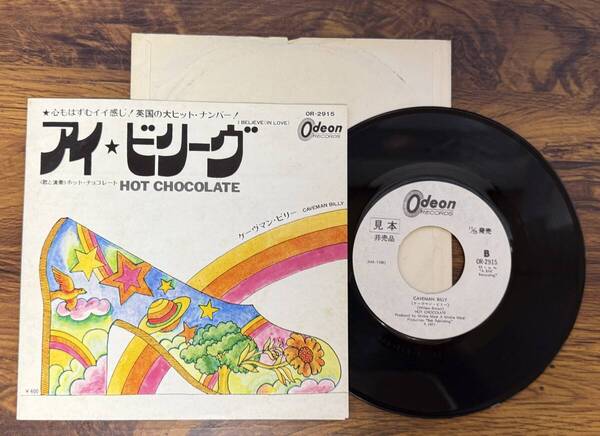 ★心もはずむイイ感じ!英国の大ヒット・ナンバー!
I BELIEVE (IN LOVE)
OR-2915
Odeon
RECORDS
アイ★ビリーヴ
《歌と演奏》ホット・チョコレート HOT CHOCOLATE
ケーヴマン・ビリー CAVEMAN BILLY
¥400
Odeon
RECORDS
見本
非売品
発売
B
OR-2915
CAVEMAN BILLY
(ケーヴマン・ビリー)
HOT CHOCOLATE